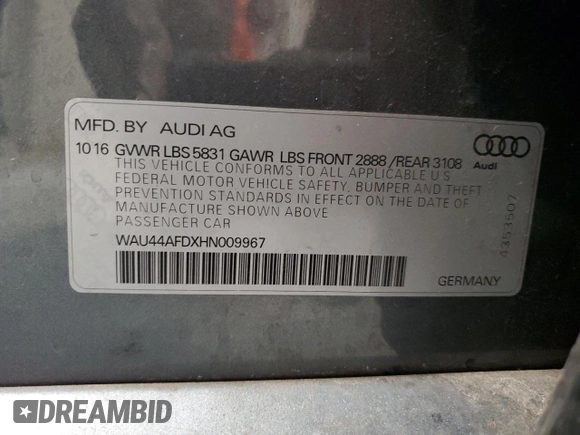 MFD. BY AUDI AG
10 16 GVWR LBS 5831 GAWR LBS FRONT 2888 /REAR 3108
THIS VEHICLE CONFORMS TO ALL APPLICABLE U S
FEDERAL MOTOR VEHICLE SAFETY, BUMPER AND THEFT
PREVENTION STANDARDS IN EFFECT ON THE DATE OF
MANUFACTURE SHOWN ABOVE
PASSENGER CAR
WAU44AFDXHN009967
Audi
4353507
GERMANY
DREAMBID